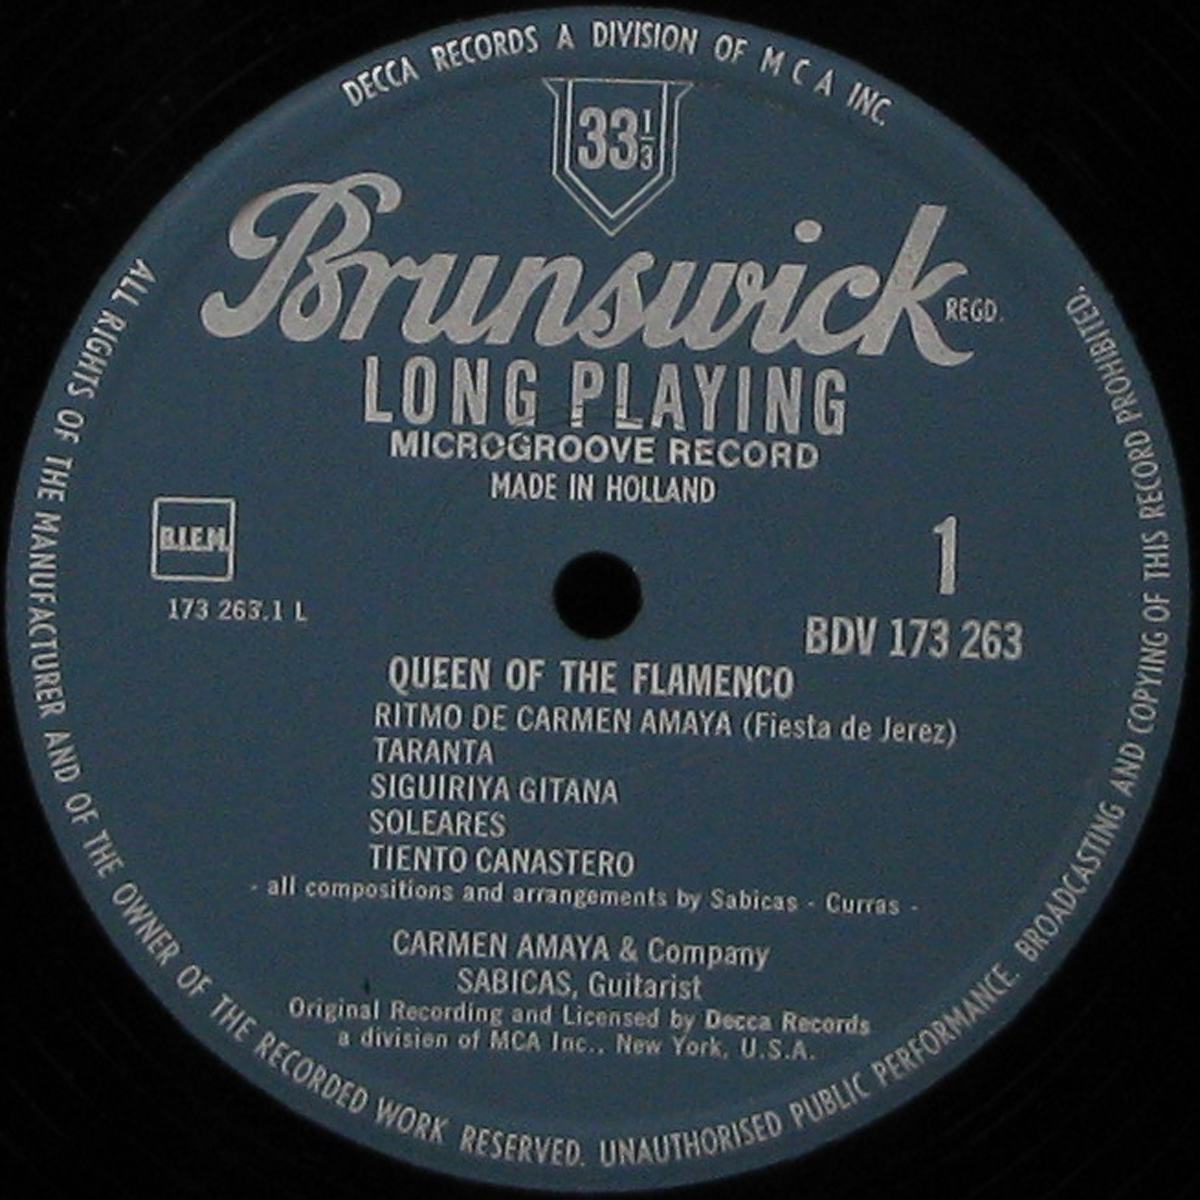 DECCA RECORDS A DIVISION OF M C A INC.
33 1/3
Brunswick REGD.
LONG PLAYING
MICROGROOVE RECORD
MADE IN HOLLAND
B.I.E.M.
173 263.1 L
1
BDV 173 263
QUEEN OF THE FLAMENCO
RITMO DE CARMEN AMAYA (Fiesta de Jerez)
TARANTA
SIGUIRIYA GITANA
SOLEARES
TIENTO CANASTERO
- all compositions and arrangements by Sabicas - Curras -
CARMEN AMAYA & Company
SABICAS, Guitarist
Original Recording and Licensed by Decca Records
a division of MCA Inc., New York, U.S.A.
ALL RIGHTS OF THE MANUFACTURER AND OF THE OWNER OF THE RECORDED WORK RESERVED. UNAUTHORISED PUBLIC PERFORMANCE. BROADCASTING AND COPYING OF THIS RECORD PROHIBITED.